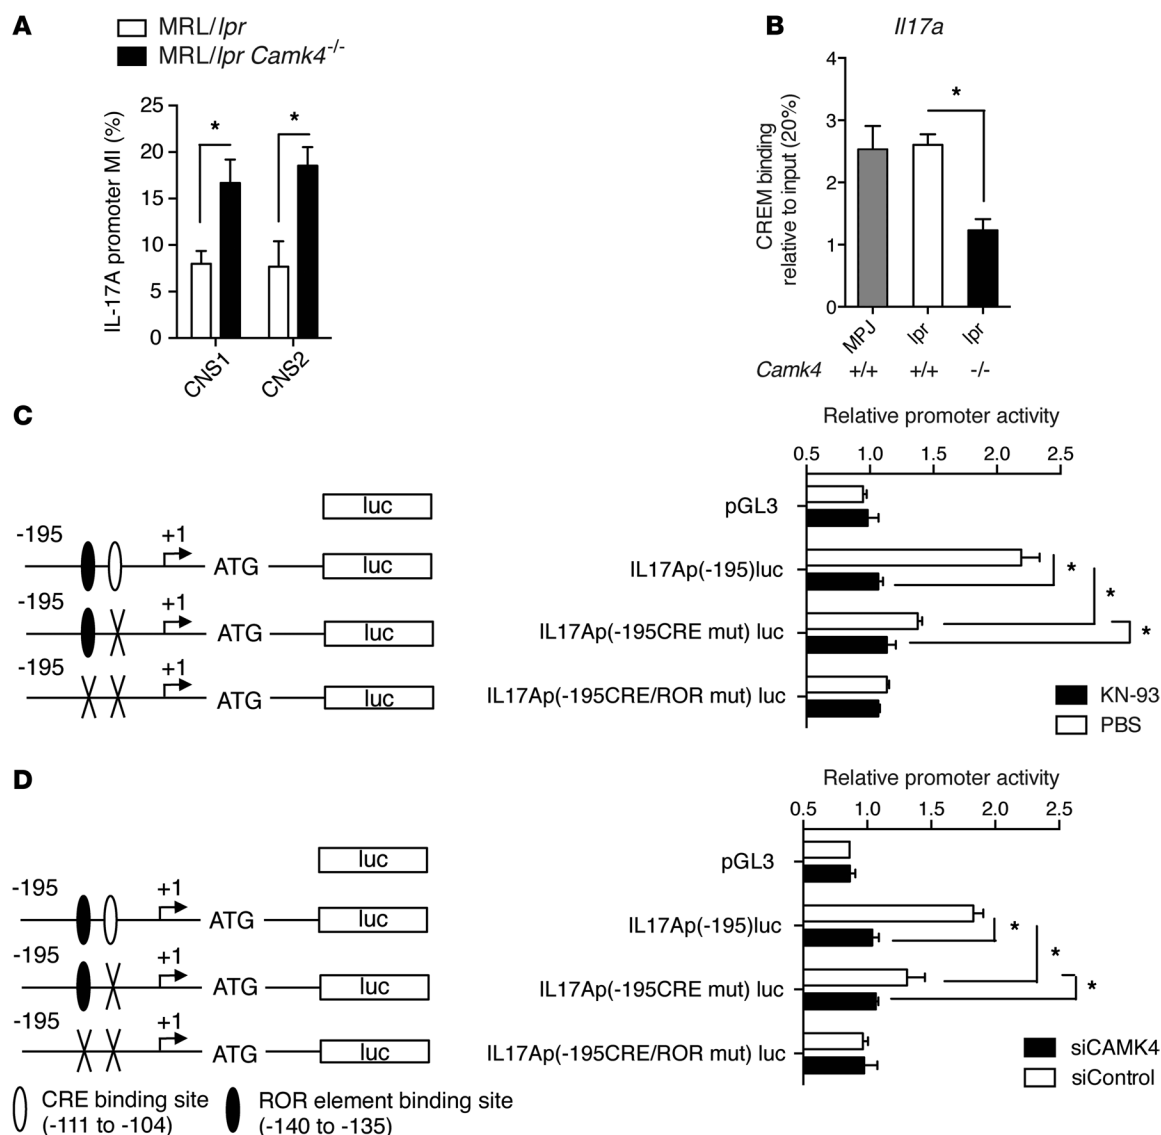 A
MRL/lpr
MRL/lpr Camk4-/-
IL-17A promoter MI (%)
25
20
15
10
5
0
*
*
CNS1
CNS2
B
Il17a
CREM binding
relative to input (20%)
4
3
2
1
0
*
MPJ
lpr
lpr
Camk4 +/+ +/+ -/-
C
Relative promoter activity
0.5 1.0 1.5 2.0 2.5
luc
pGL3
-195 +1 ATG luc
IL17Ap(-195)luc
*
-195 +1 ATG luc
IL17Ap(-195CRE mut) luc
*
*
-195 +1 ATG luc
IL17Ap(-195CRE/ROR mut) luc
KN-93
PBS
D
Relative promoter activity
0.5 1.0 1.5 2.0 2.5
luc
pGL3
-195 +1 ATG luc
IL17Ap(-195)luc
*
-195 +1 ATG luc
IL17Ap(-195CRE mut) luc
*
*
-195 +1 ATG luc
IL17Ap(-195CRE/ROR mut) luc
siCAMK4
siControl
CRE binding site
(-111 to -104)
ROR element binding site
(-140 to -135)